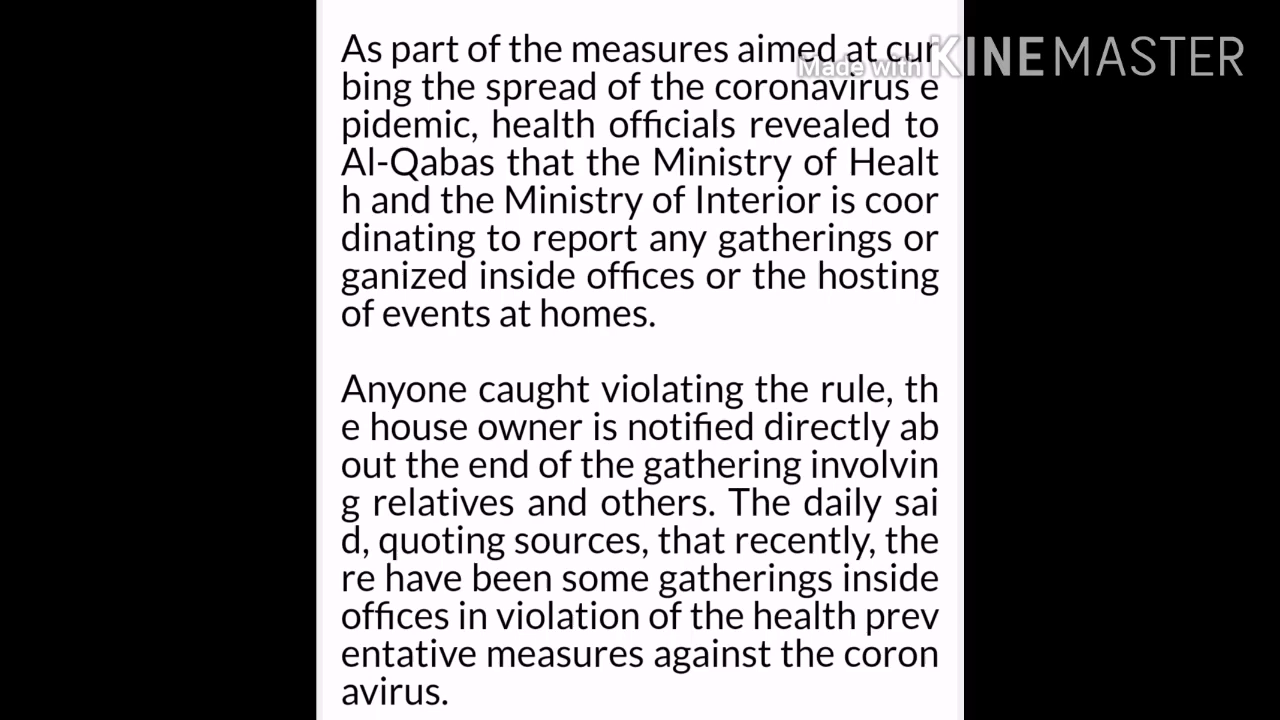 As part of the measures aimed at cur
bing the spread of the coronavirus e
pidemic, health officials revealed to
Al-Qabas that the Ministry of Healt
h and the Ministry of Interior is coor
dinating to report any gatherings or
ganized inside offices or the hosting
of events at homes.
Anyone caught violating the rule, th
e house owner is notified directly ab
out the end of the gathering involvin
g relatives and others. The daily sai
d, quoting sources, that recently, the
re have been some gatherings inside
offices in violation of the health prev
entative measures against the coron
avirus.
Made with KINEMASTER